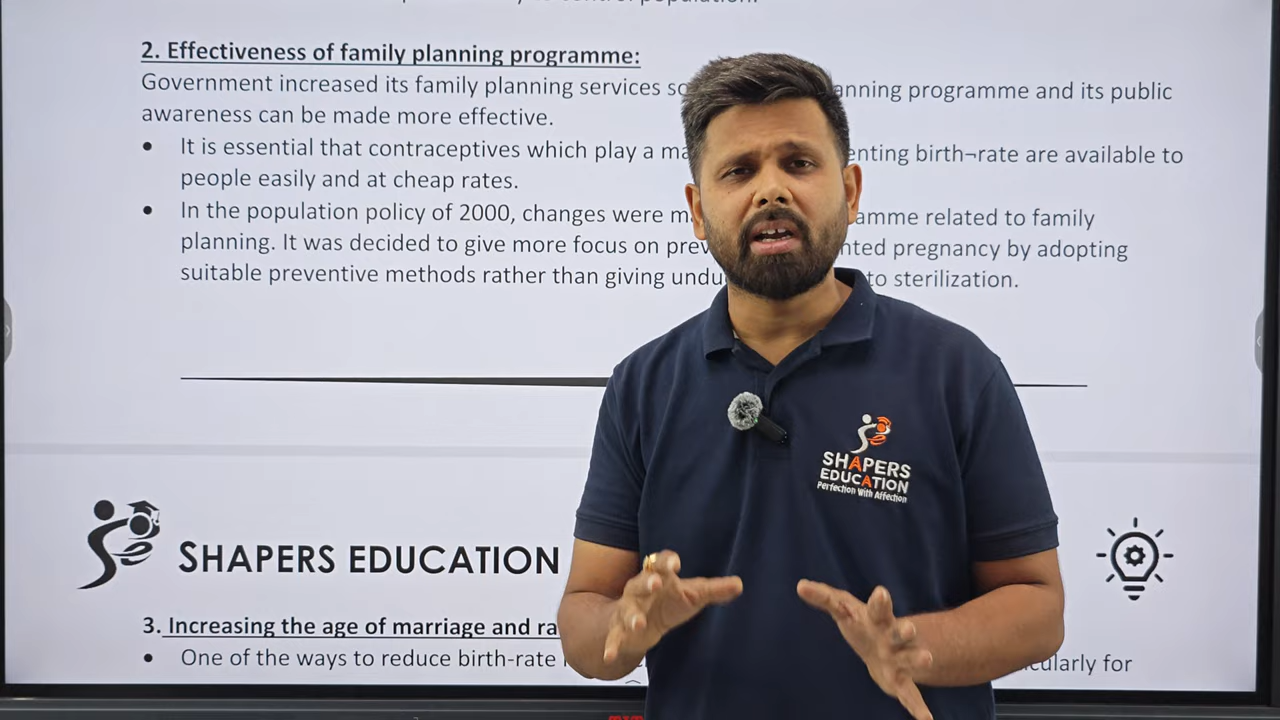 2. Effectiveness of family planning programme:
Government increased its family planning services so anning programme and its public
awareness can be made more effective.
• It is essential that contraceptives which play a ma enting birth¬rate are available to
people easily and at cheap rates.
• In the population policy of 2000, changes were m amme related to family
planning. It was decided to give more focus on prev nted pregnancy by adopting
suitable preventive methods rather than giving undu to sterilization.
SHAPERS
EDUCATION
Perfection With Affection
SHAPERS EDUCATION
3. Increasing the age of marriage and ra
• One of the ways to reduce birth-rate cularly for